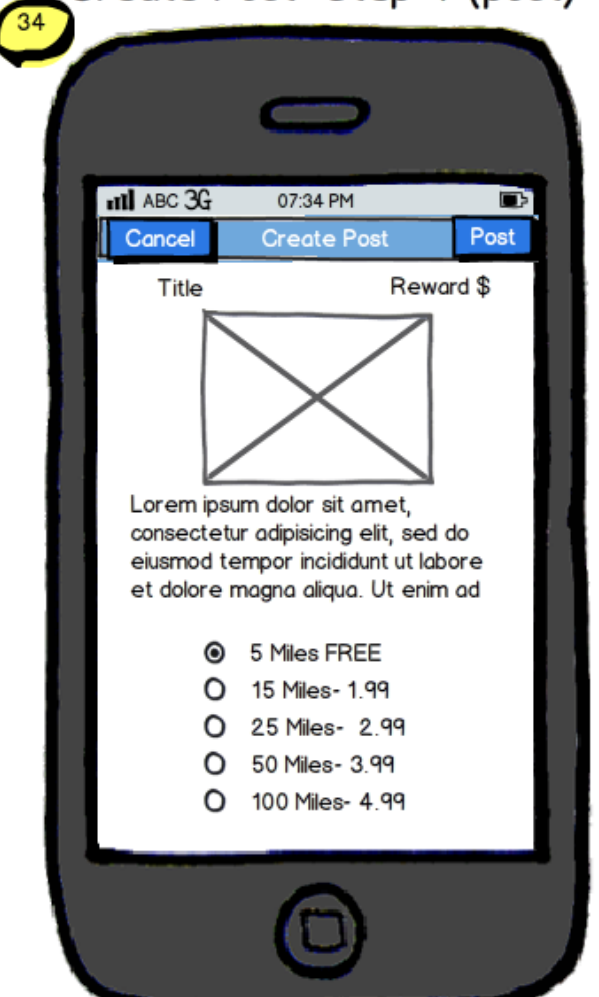 34
ABC 3G 07:34 PM
Cancel Create Post Post
Title Reward $
Lorem ipsum dolor sit amet,
consectetur adipisicing elit, sed do
eiusmod tempor incididunt ut labore
et dolore magna aliqua. Ut enim ad
5 Miles FREE
15 Miles- 1.99
25 Miles- 2.99
50 Miles- 3.99
100 Miles- 4.99